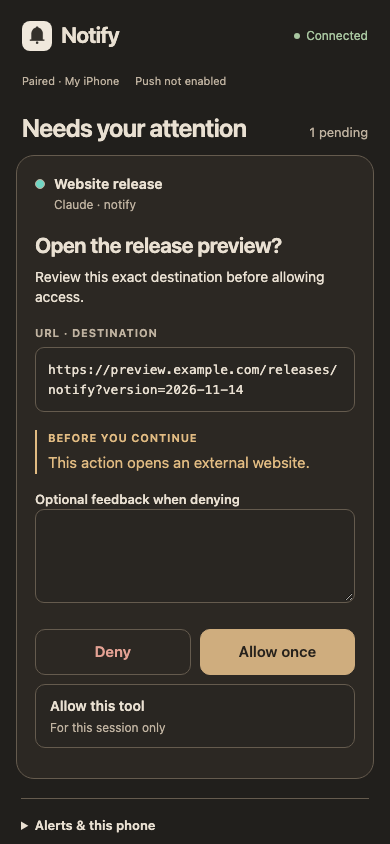 Notify
Connected
Paired · My iPhone
Push not enabled
Needs your attention
1 pending
Website release
Claude · notify
Open the release preview?
Review this exact destination before allowing
access.
URL · DESTINATION
https://preview.example.com/releases/
notify?version=2026-11-14
BEFORE YOU CONTINUE
This action opens an external website.
Optional feedback when denying
Deny
Allow once
Allow this tool
For this session only
Alerts & this phone